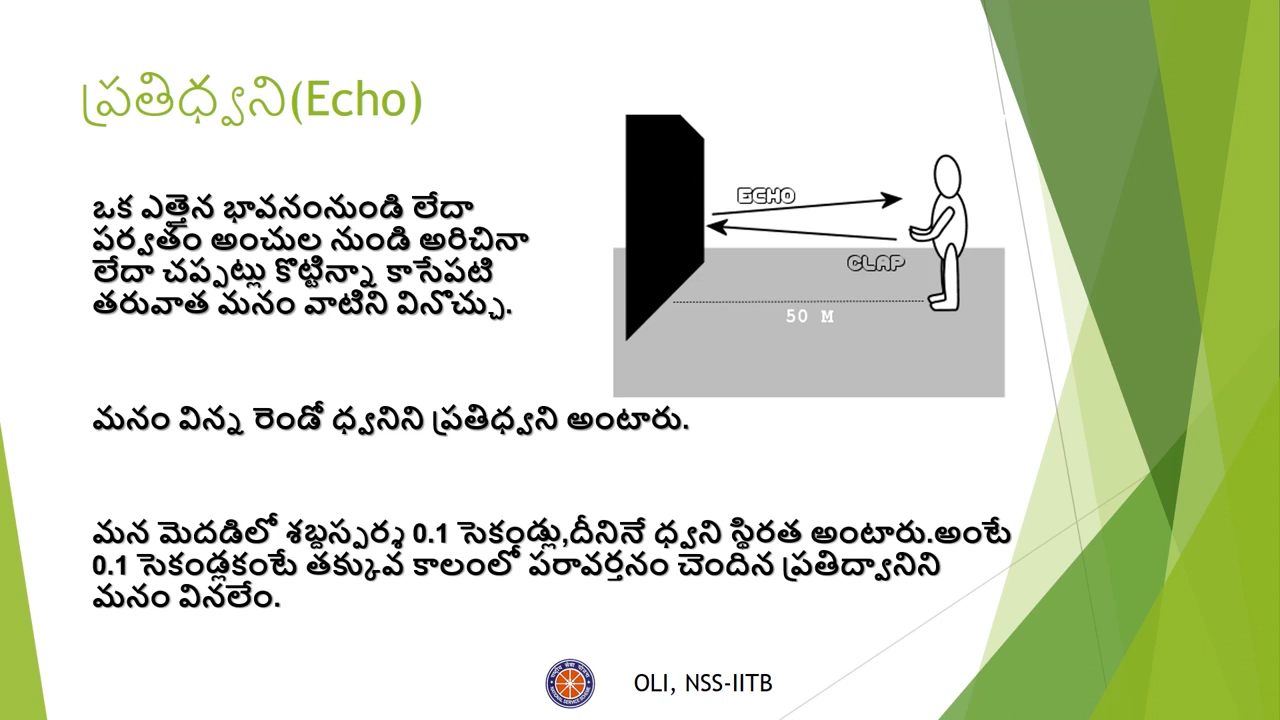 ప్రతిధ్వని(Echo)
ఒక ఎత్తైన భావనంనుండి లేదా
పర్వతం అంచుల నుండి అరిచినా
లేదా చప్పట్లు కొట్టిన్నా కాసేపటి
తరువాత మనం వాటిని వినొచ్చు.
ECHO
CLAP
50 M
మనం విన్న రెండో ధ్వనిని ప్రతిధ్వని అంటారు.
మన మెదడిలో శబ్దస్పర్శ 0.1 సెకండ్లు,దీనినే ధ్వని స్థిరత అంటారు.అంటే
0.1 సెకండ్లకంటే తక్కువ కాలంలో పరావర్తనం చెందిన ప్రతిద్వానిని
మనం వినలేం.
OLI, NSS-IITB